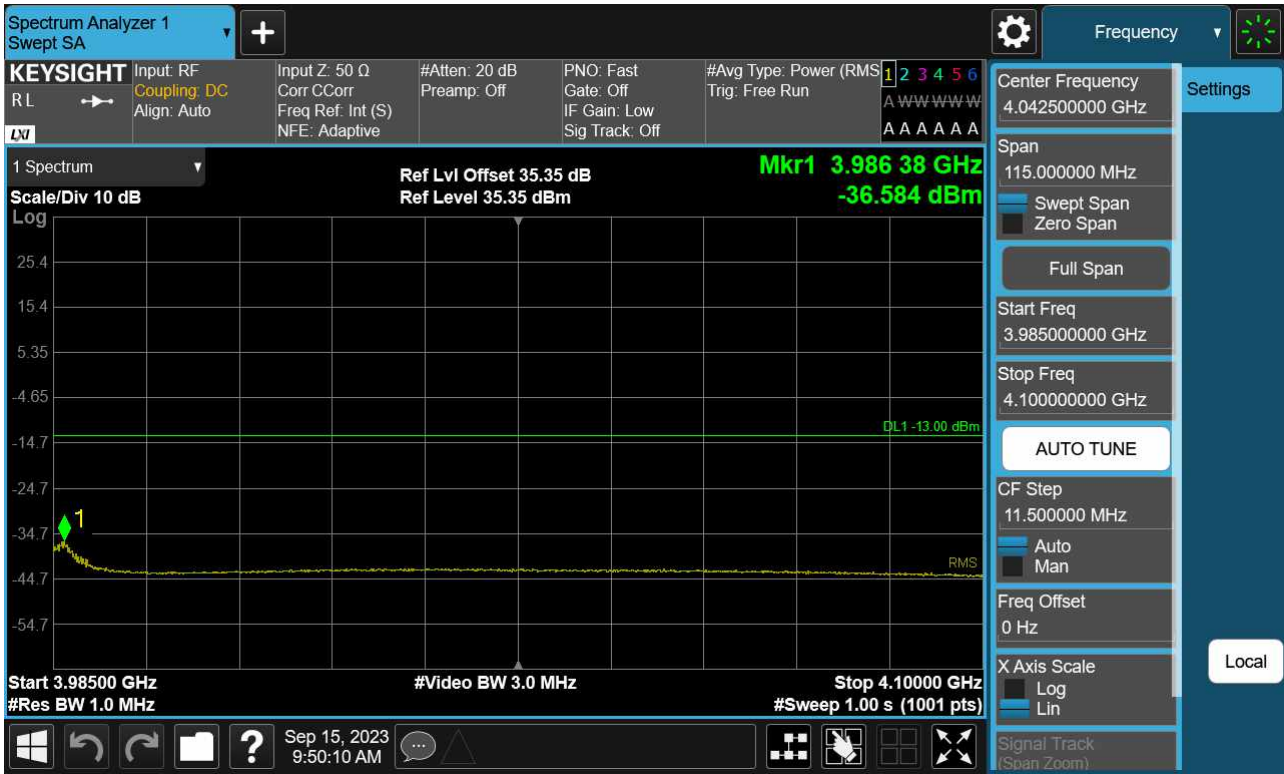 Spectrum Analyzer 1
Swept SA
+
Frequency
KEYSIGHT
RL
LXI
Input: RF
Coupling: DC
Align: Auto
Input Z: 50 Ω
Corr CCorr
Freq Ref: Int (S)
NFE: Adaptive
#Atten: 20 dB
Preamp: Off
PNO: Fast
Gate: Off
IF Gain: Low
Sig Track: Off
#Avg Type: Power (RMS
Trig: Free Run
1 2 3 4 5 6
A W W W W W
A A A A A A
1 Spectrum
Scale/Div 10 dB
Log
Ref Lvl Offset 35.35 dB
Ref Level 35.35 dBm
Mkr1 3.986 38 GHz
-36.584 dBm
25.4
15.4
5.35
-4.65
-14.7
-24.7
-34.7
-44.7
-54.7
DL1 -13.00 dBm
1
RMS
Start 3.98500 GHz
#Res BW 1.0 MHz
#Video BW 3.0 MHz
Stop 4.10000 GHz
#Sweep 1.00 s (1001 pts)
Center Frequency
4.042500000 GHz
Span
115.000000 MHz
Swept Span
Zero Span
Full Span
Start Freq
3.985000000 GHz
Stop Freq
4.100000000 GHz
AUTO TUNE
CF Step
11.500000 MHz
Auto
Man
Freq Offset
0 Hz
X Axis Scale
Log
Lin
Signal Track
(Span Zoom)
Settings
Local
?
Sep 15, 2023
9:50:10 AM